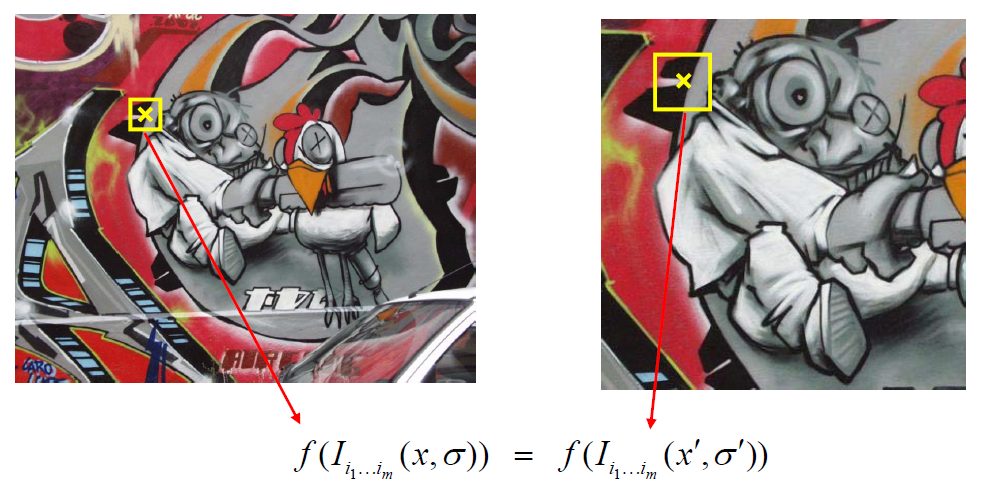 f(I_{i_1…i_m}(x,σ)) = f(I_{i_1…i_m}(x′,σ′))